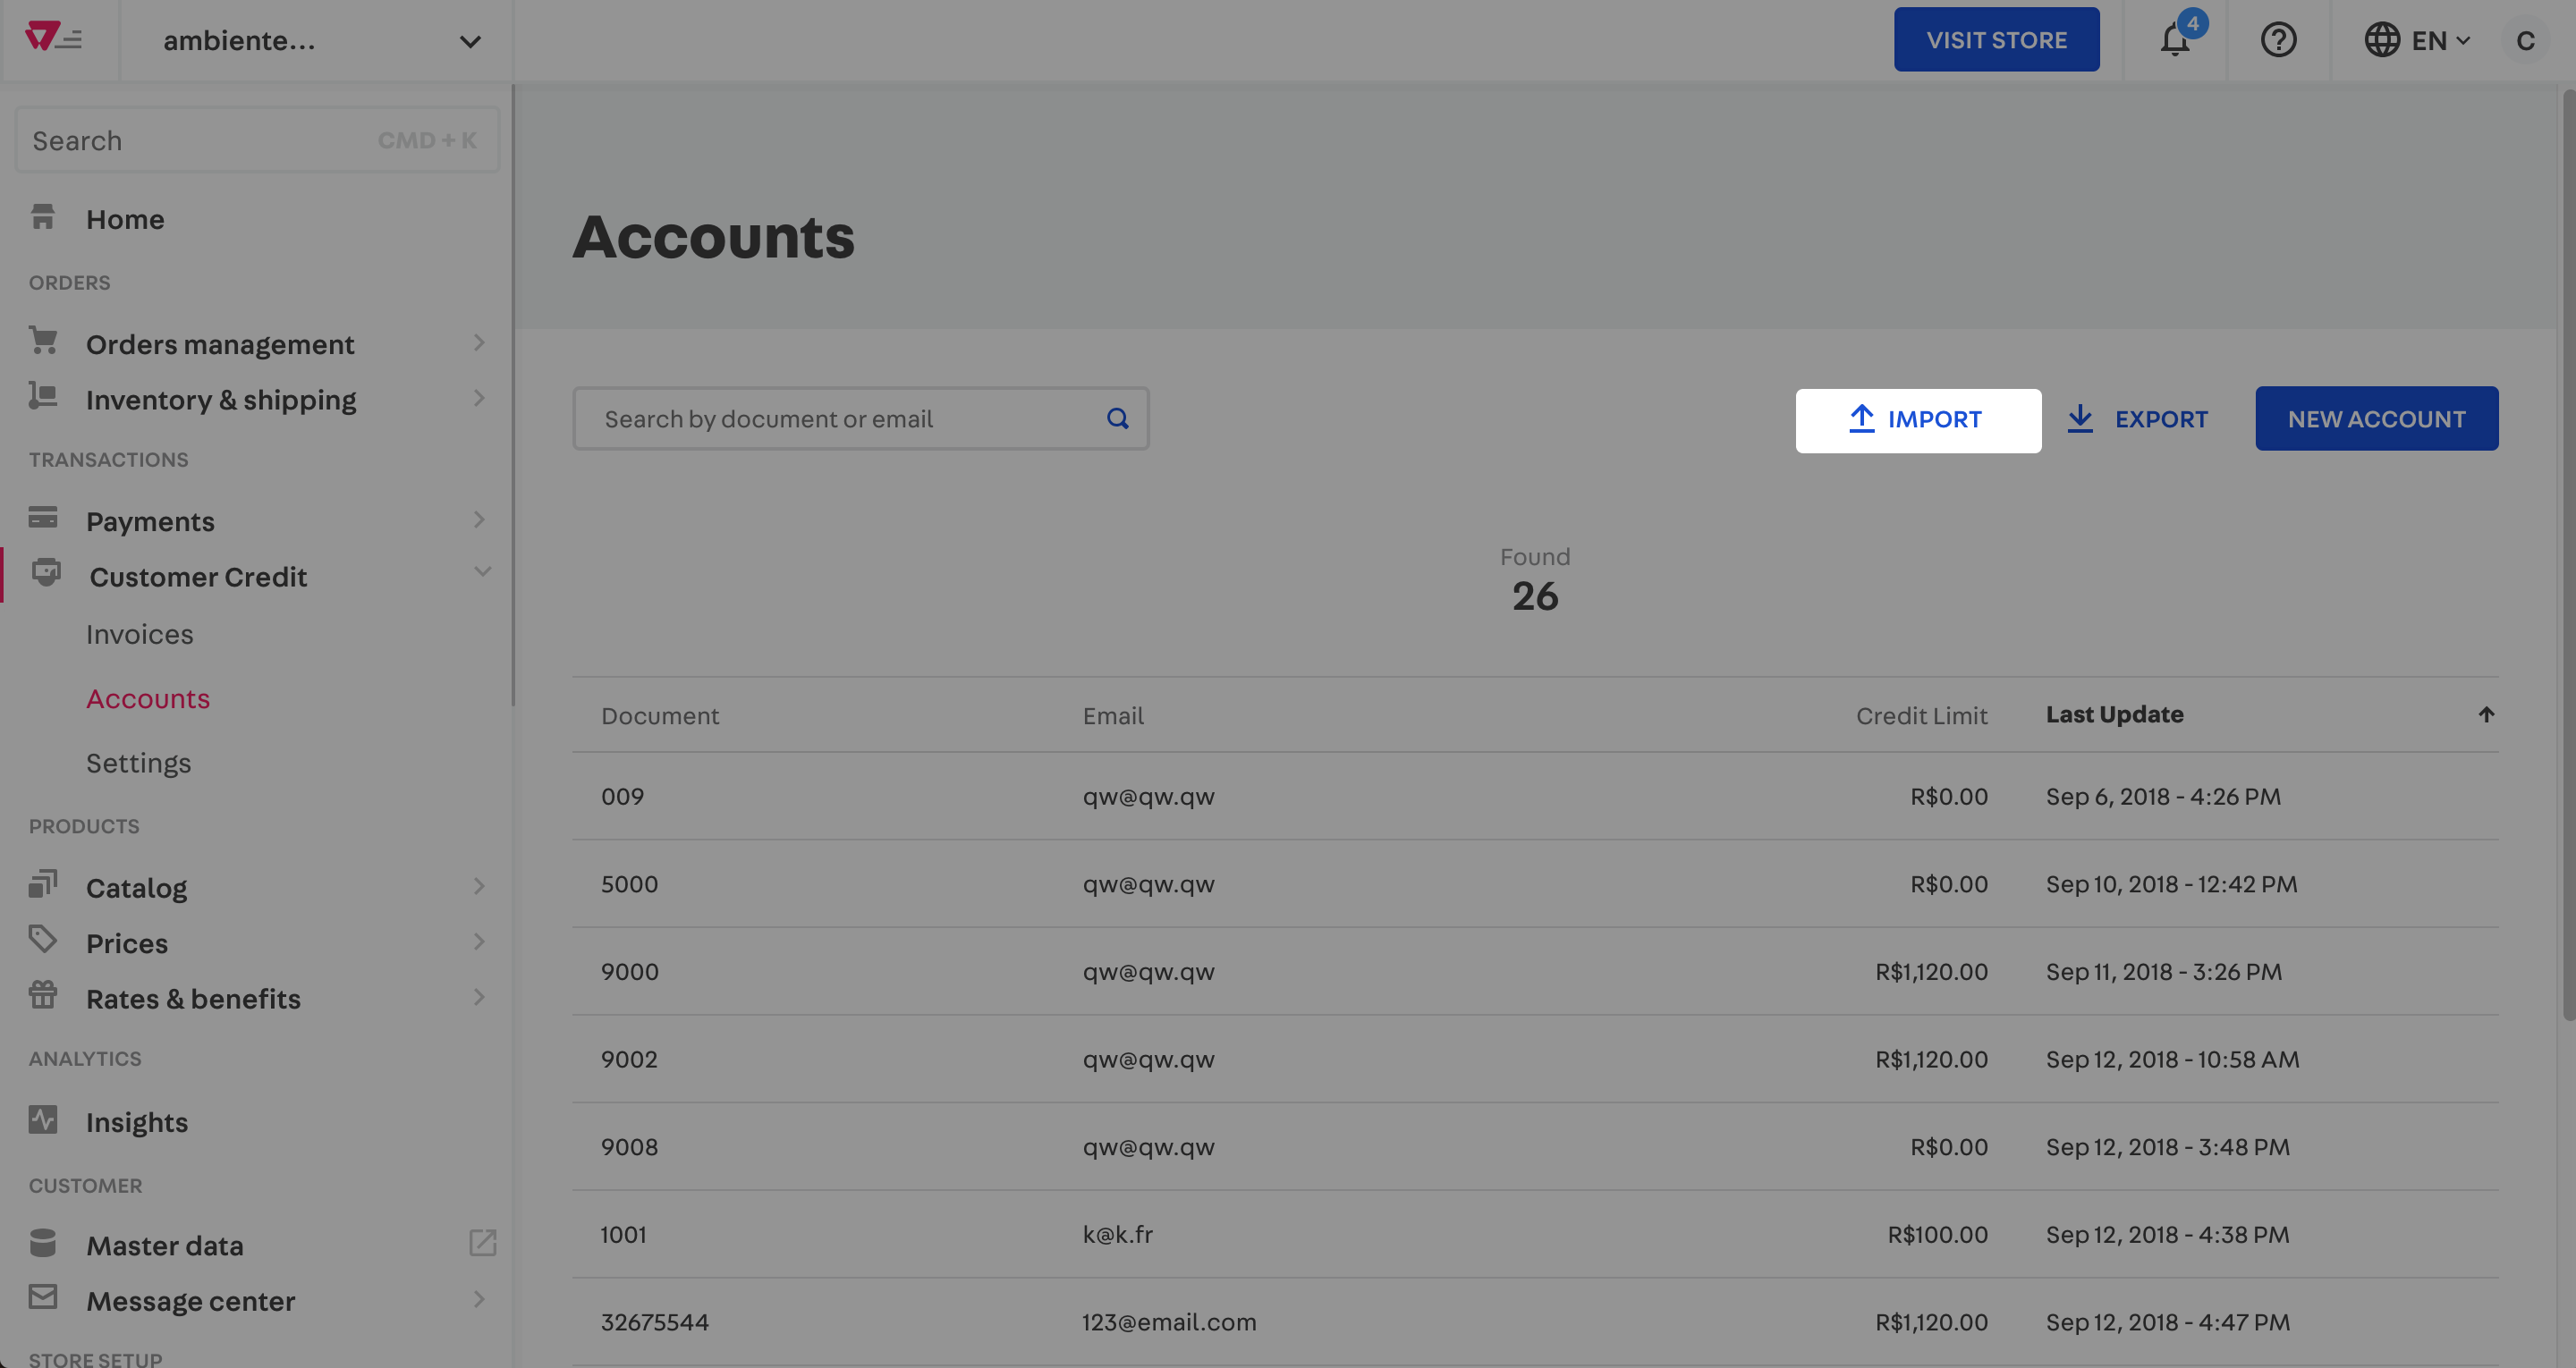 ambiente...
VISIT STORE
4
EN
C
Search CMD + K
Home
ORDERS
Orders management
Inventory & shipping
TRANSACTIONS
Payments
Customer Credit
Invoices
Accounts
Settings
PRODUCTS
Catalog
Prices
Rates & benefits
ANALYTICS
Insights
CUSTOMER
Master data
Message center
STORE SETUP
Accounts
Search by document or email
IMPORT
EXPORT
NEW ACCOUNT
Found
26
Document Email Credit Limit Last Update
009 qw@qw.qw R$0.00 Sep 6, 2018 - 4:26 PM
5000 qw@qw.qw R$0.00 Sep 10, 2018 - 12:42 PM
9000 qw@qw.qw R$1,120.00 Sep 11, 2018 - 3:26 PM
9002 qw@qw.qw R$1,120.00 Sep 12, 2018 - 10:58 AM
9008 qw@qw.qw R$0.00 Sep 12, 2018 - 3:48 PM
1001 k@k.fr R$100.00 Sep 12, 2018 - 4:38 PM
32675544 123@email.com R$1,120.00 Sep 12, 2018 - 4:47 PM